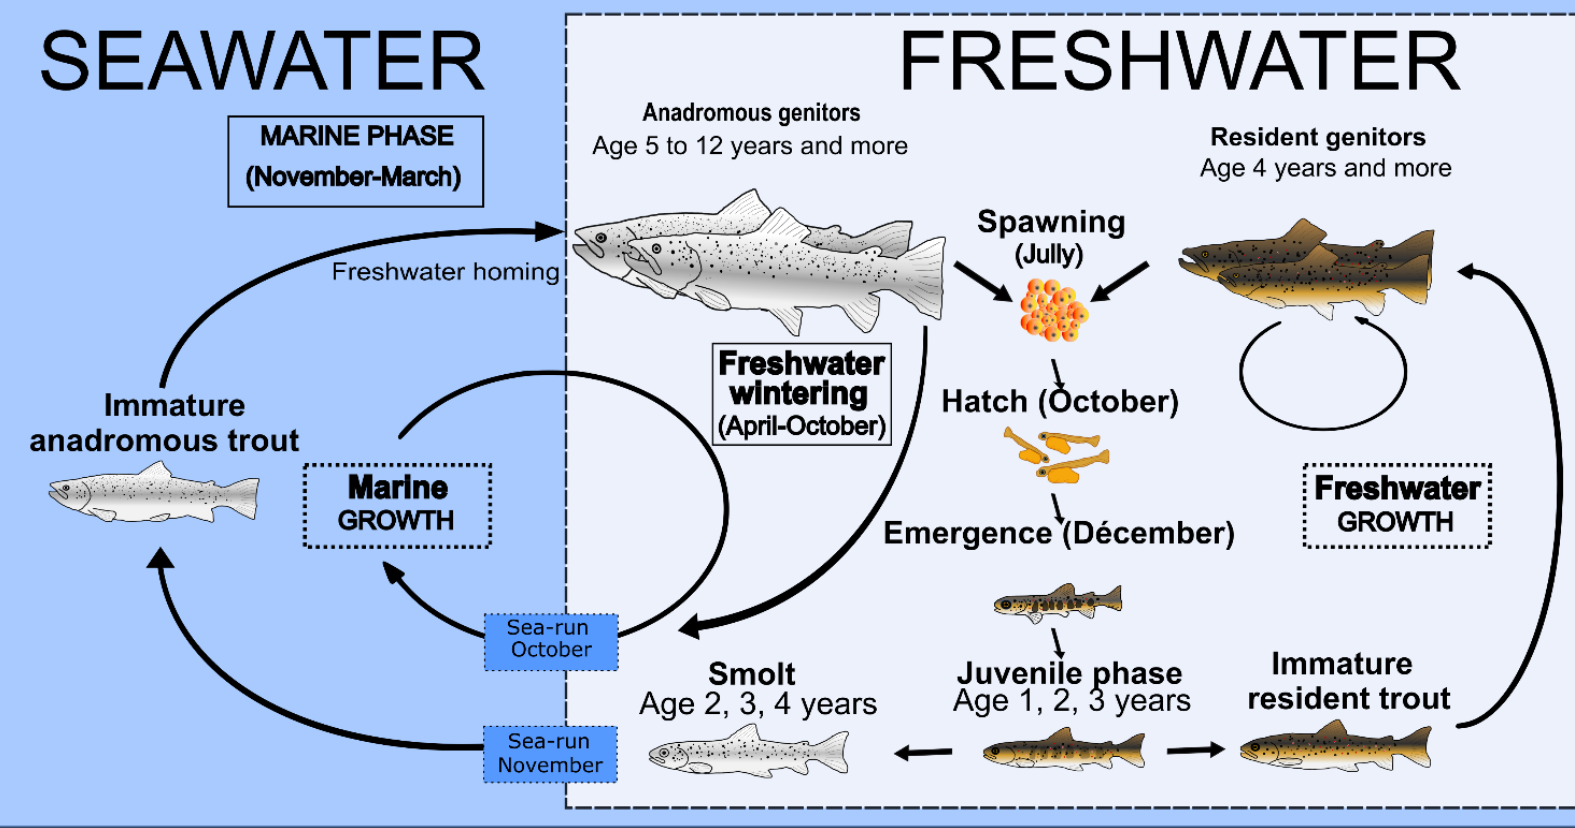 SEAWATER
FRESHWATER
MARINE PHASE
(November-March)
Anadromous genitors
Age 5 to 12 years and more
Resident genitors
Age 4 years and more
Spawning
(Jully)
Freshwater homing
Freshwater
wintering
(April-October)
Hatch (October)
Immature
anadromous trout
Marine
GROWTH
Freshwater
GROWTH
Emergence (Décember)
Sea-run
October
Smolt
Age 2, 3, 4 years
Juvenile phase
Age 1, 2, 3 years
Immature
resident trout
Sea-run
November